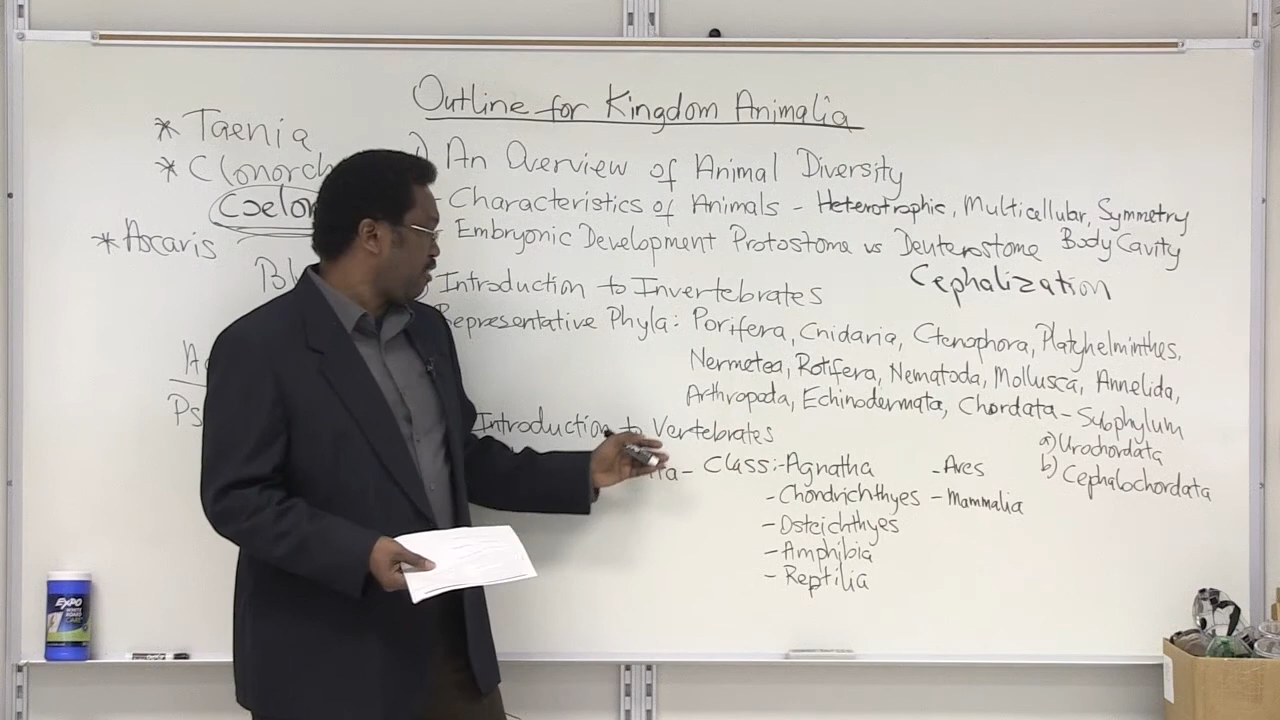 Outline for Kingdom Animalia
* Taenia
* Clonorch
Coelom
* Ascaris
An Overview of Animal Diversity
Characteristics of Animals - Heterotrophic, Multicellular, Symmetry
Embryonic Development Protostome vs Deuterostome Body Cavity
Cephalization
Introduction to Invertebrates
Representative Phyla: Porifera, Cnidaria, Ctenophora, Platyhelminthes,
Nermetea, Rotifera, Nematoda, Mollusca, Annelida,
Arthropoda, Echinodermata, Chordata - Subphylum
a) Urochordata
b) Cephalochordata
Introduction to Vertebrates
Class:- Agnatha
- Chondrichthyes
- Osteichthyes
- Amphibia
- Reptilia
- Aves
- Mammalia
EXPO